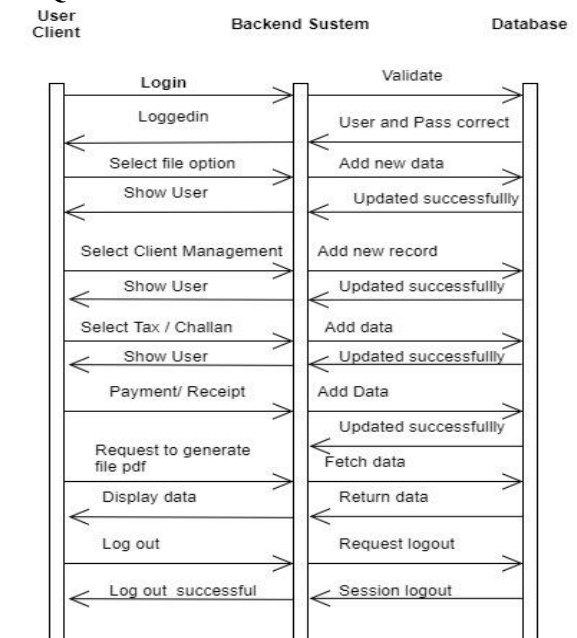 User
Client
Backend Sustem
Database
Login
Validate
Loggedin
User and Pass correct
Select file option
Add new data
Show User
Updated successfullly
Select Client Management
Add new record
Show User
Updated successfullly
Select Tax / Challan
Add data
Show User
Updated successfullly
Payment/ Receipt
Add Data
Updated successfullly
Request to generate
file pdf
Fetch data
Display data
Return data
Log out
Request logout
Log out successful
Session logout